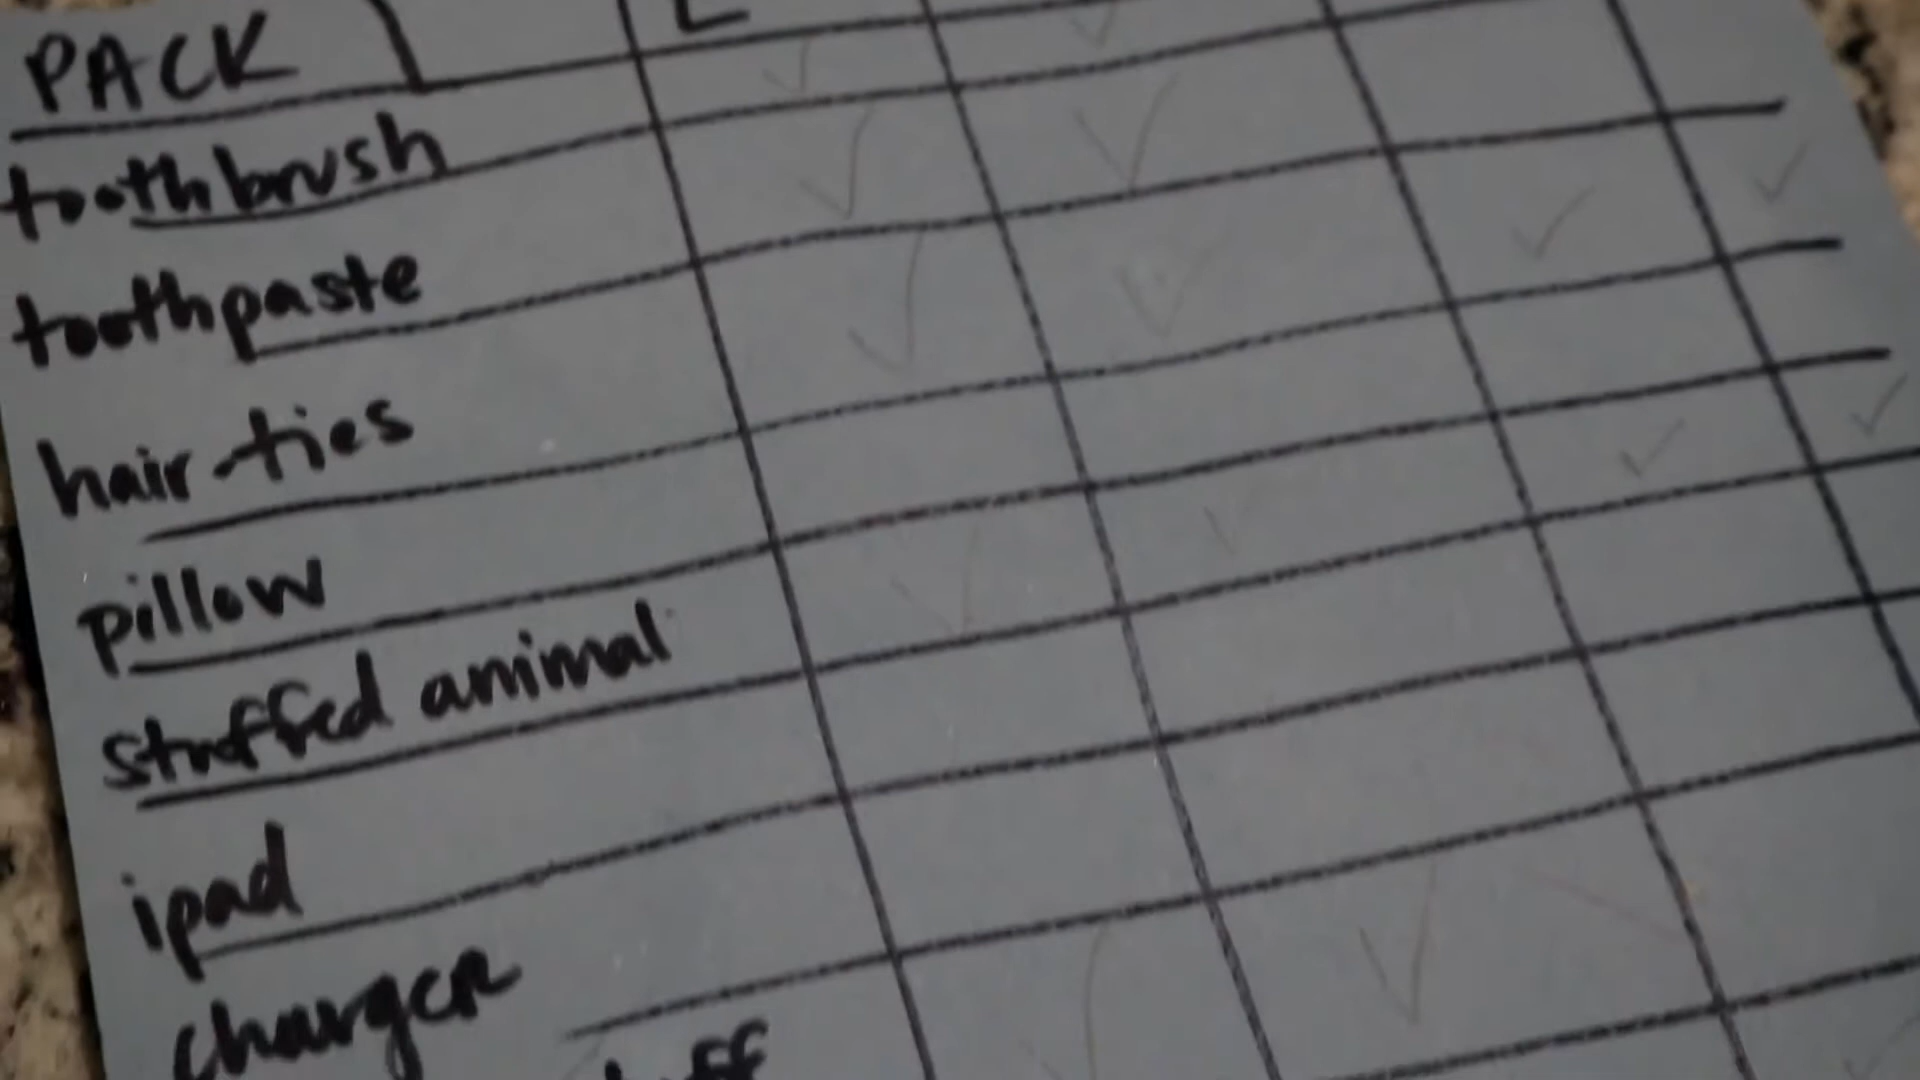 PACK L
toothbrush
toothpaste
hair-ties
pillow
stuffed animal
ipad
charger